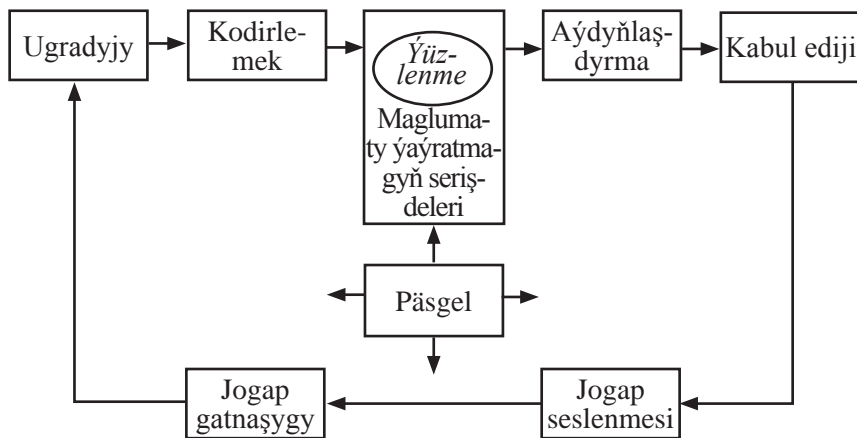 Ugradyjy
Kodirle-
mek
Ýüz-
lenme
Magluma-
ty ýaýratma-
gyň seriş-
deleri
Aýdyňlaş-
dyrma
Kabul ediji
Päsgel
Jogap
gatnaşygy
Jogap
seslenmesi